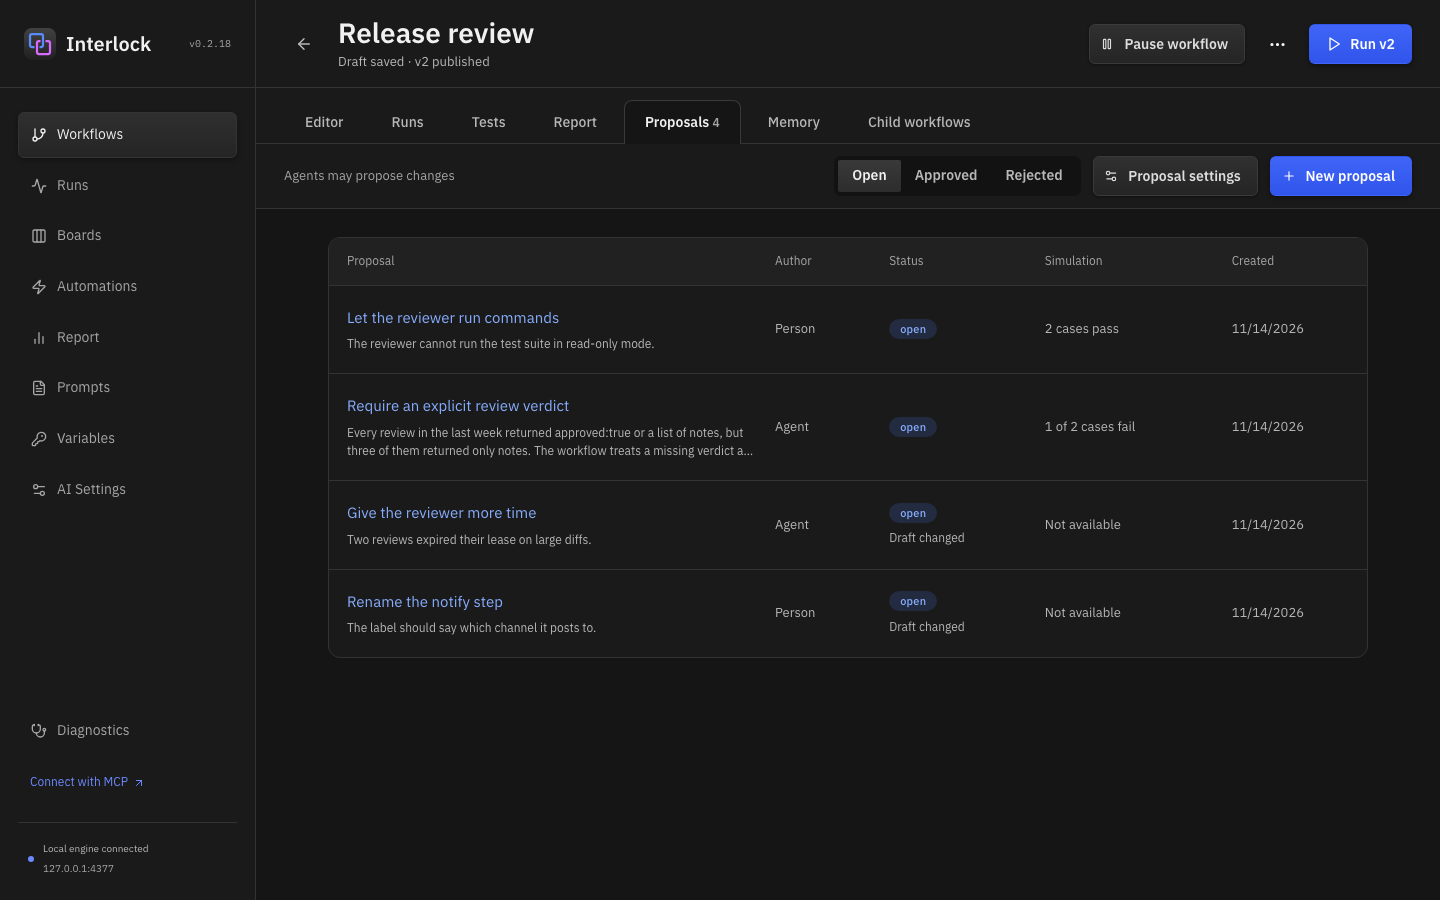 Interlock
v0.2.18
Release review
Draft saved · v2 published
Pause workflow
Run v2
Workflows
Runs
Boards
Automations
Report
Prompts
Variables
AI Settings
Diagnostics
Connect with MCP
Local engine connected
127.0.0.1:4377
Editor
Runs
Tests
Report
Proposals 4
Memory
Child workflows
Agents may propose changes
Open
Approved
Rejected
Proposal settings
New proposal
Proposal
Author
Status
Simulation
Created
Let the reviewer run commands
The reviewer cannot run the test suite in read-only mode.
Person
open
2 cases pass
11/14/2026
Require an explicit review verdict
Every review in the last week returned approved:true or a list of notes, but
three of them returned only notes. The workflow treats a missing verdict a...
Agent
open
1 of 2 cases fail
11/14/2026
Give the reviewer more time
Two reviews expired their lease on large diffs.
Agent
open
Draft changed
Not available
11/14/2026
Rename the notify step
The label should say which channel it posts to.
Person
open
Draft changed
Not available
11/14/2026